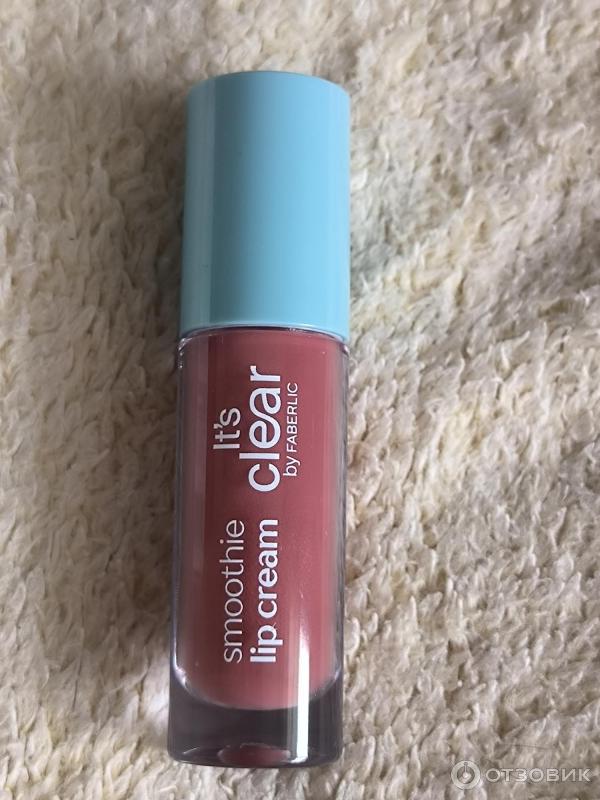 It's
clear
by FABERLIC
smoothie
lip cream
ОТЗОВИК